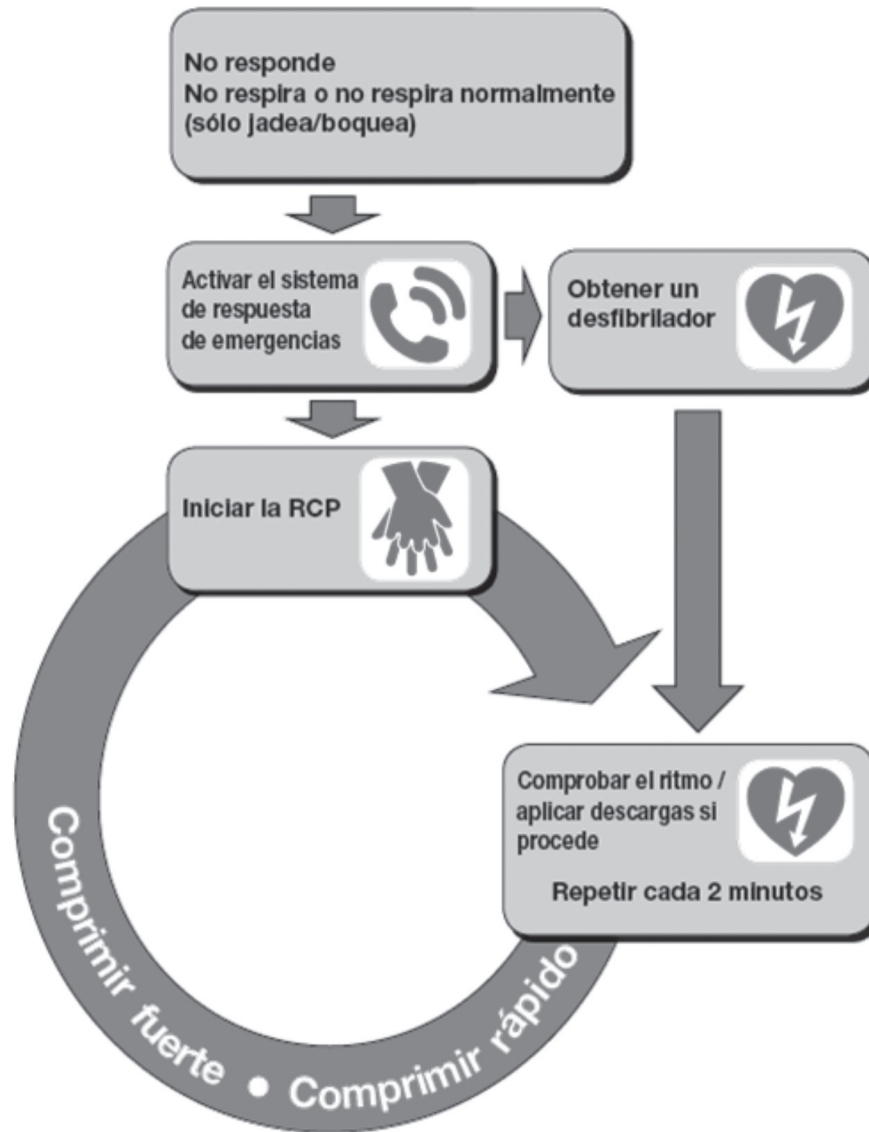 No responde
No respira o no respira normalmente
(sólo jadea/boquea)
Activar el sistema
de respuesta
de emergencias
Obtener un
desfibrilador
Iniciar la RCP
Comprobar el ritmo /
aplicar descargas si
procede
Repetir cada 2 minutos
Comprimir fuerte • Comprimir rápido